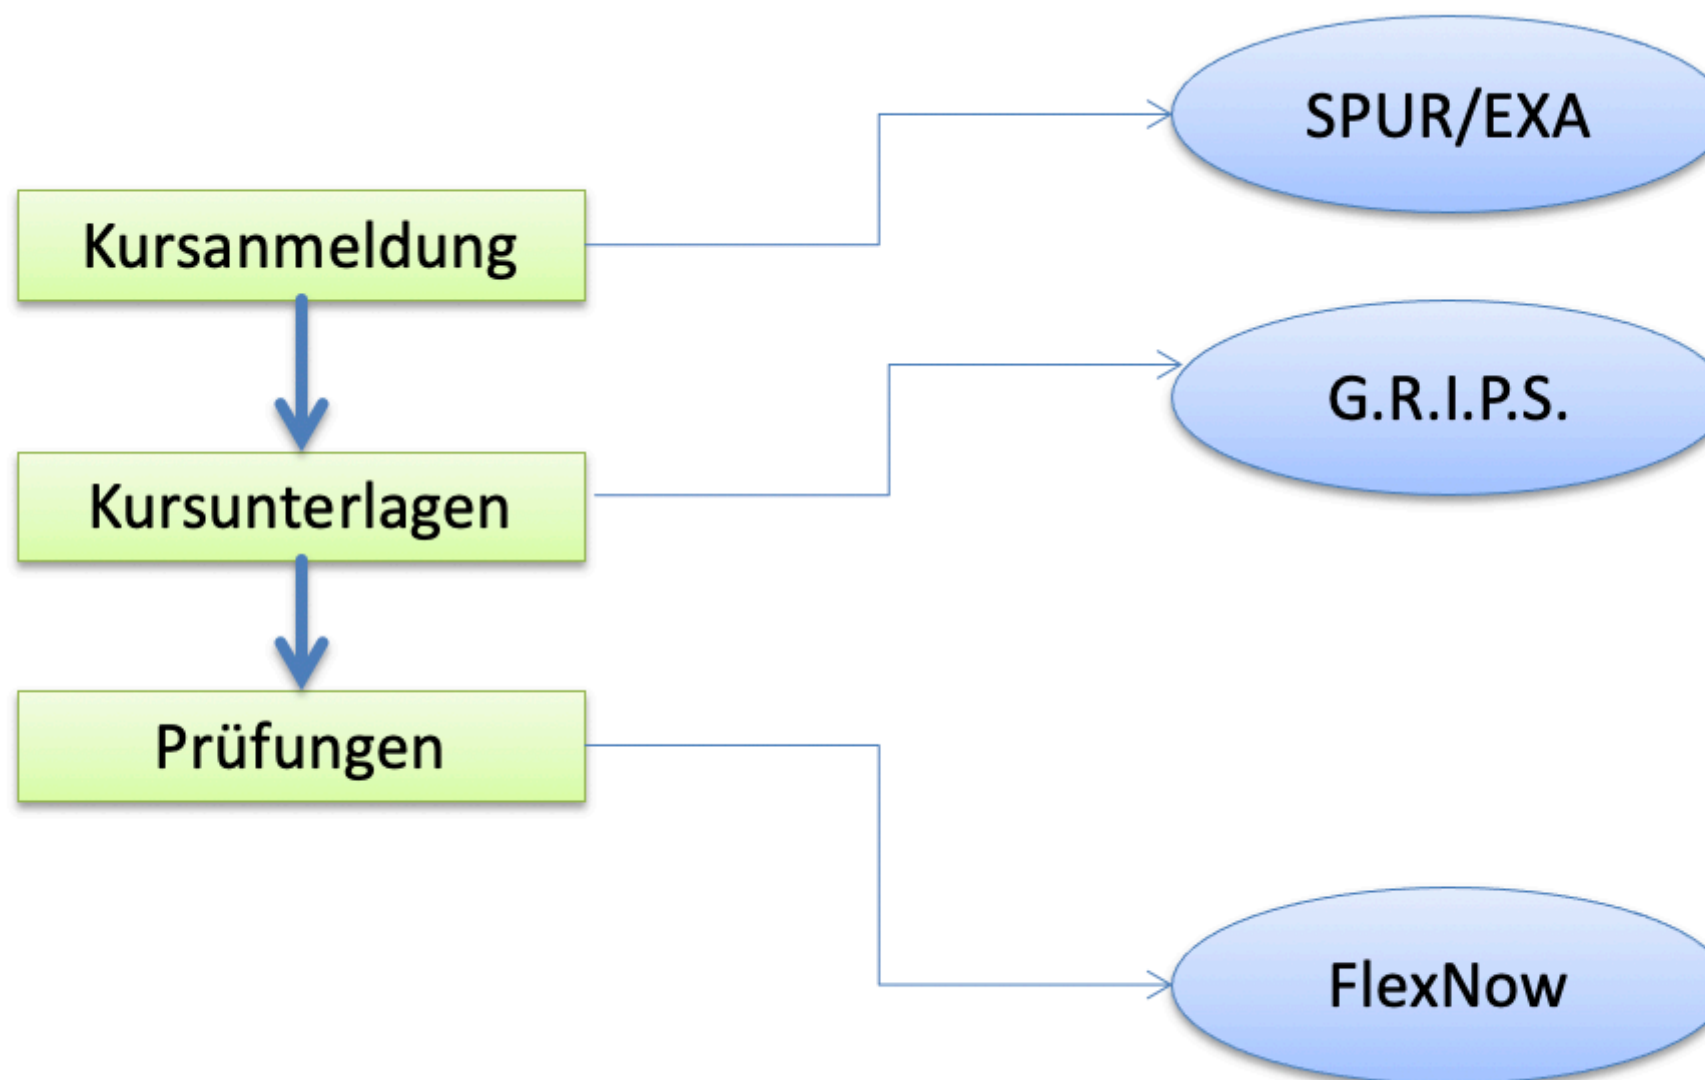 SPUR/EXA
Kursanmeldung
G.R.I.P.S.
Kursunterlagen
Prüfungen
FlexNow